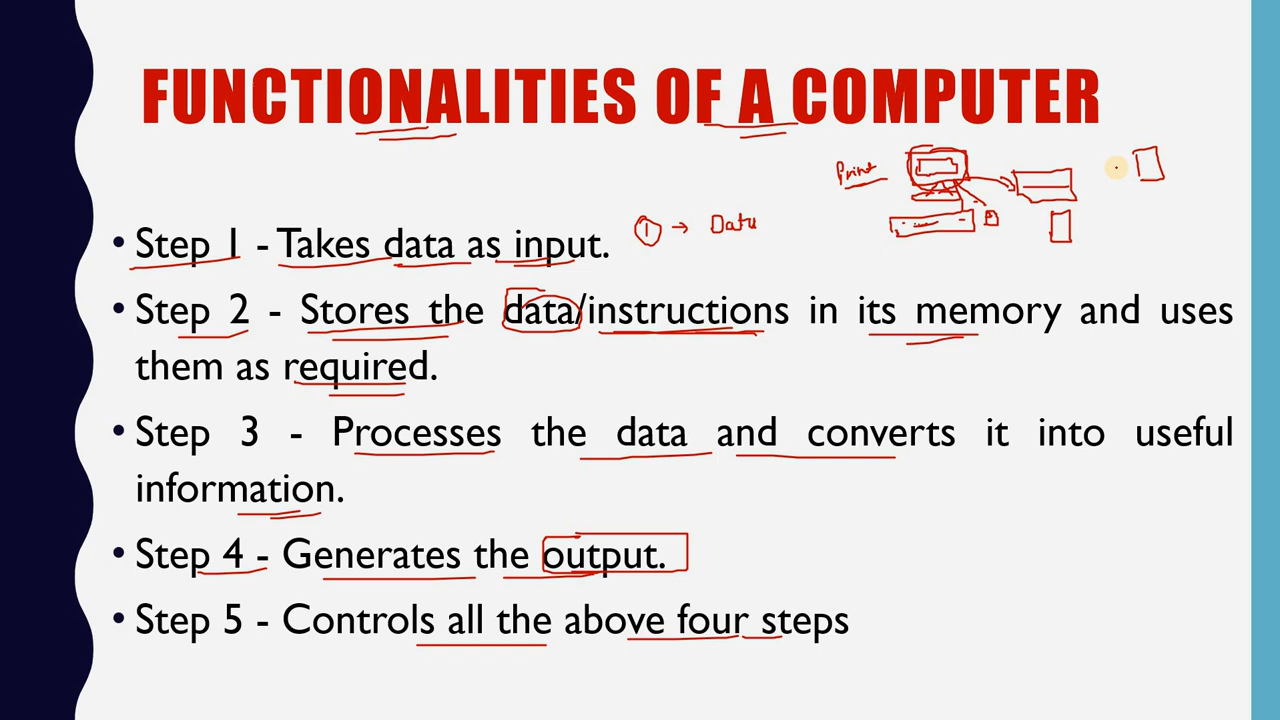 FUNCTIONALITIES OF A COMPUTER
Print
• Step 1 - Takes data as input. 1 → Data
• Step 2 - Stores the data/instructions in its memory and uses
them as required.
• Step 3 - Processes the data and converts it into useful
information.
• Step 4 - Generates the output.
• Step 5 - Controls all the above four steps